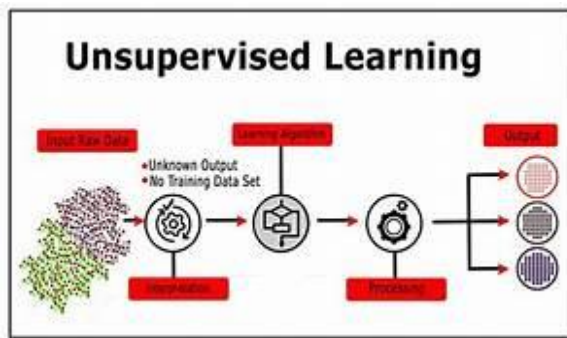 Unsupervised Learning
Learning Algorithm
Input Raw Data
Output
Unknown Output
No Training Data Set
Interpretation
Processing